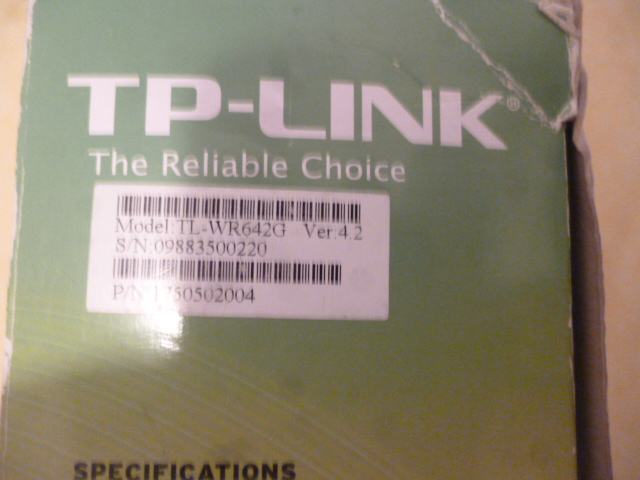 TP-LINK®
The Reliable Choice
Model:TL-WR642G Ver:4.2
S/N:09883500220
P/N:1750502004
SPECIFICATIONS